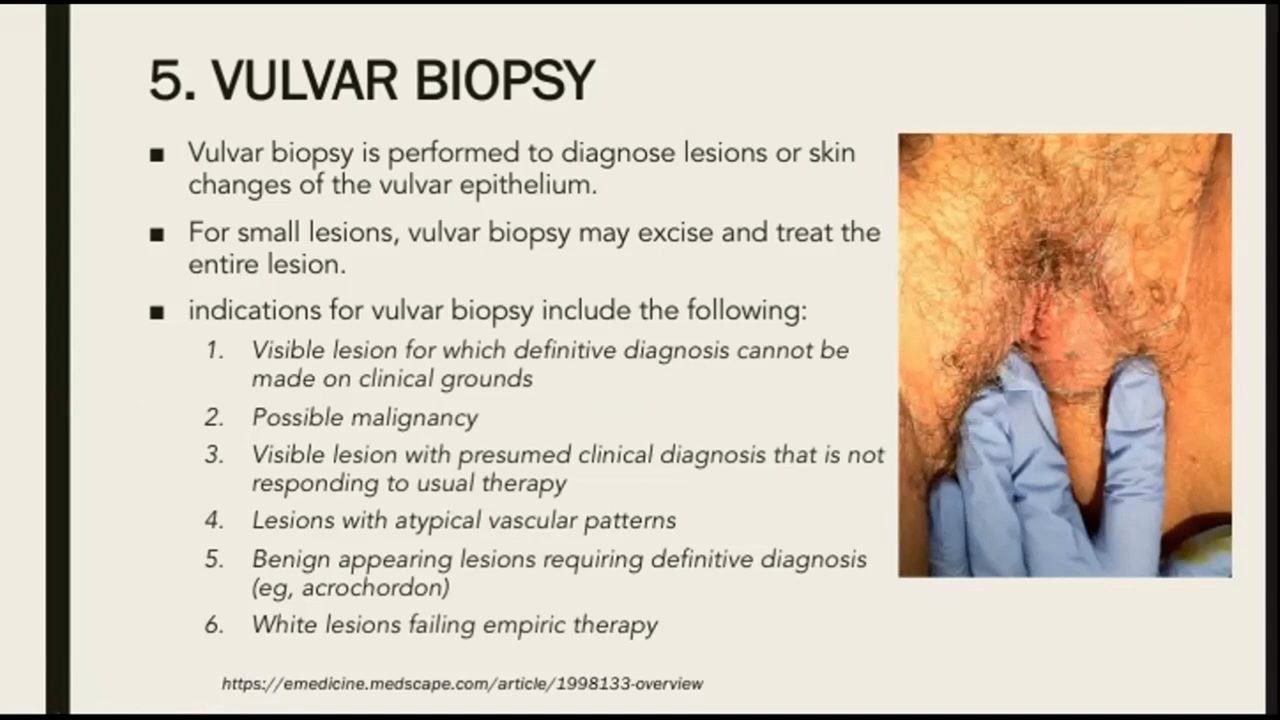 5. VULVAR BIOPSY
■ Vulvar biopsy is performed to diagnose lesions or skin
changes of the vulvar epithelium.
■ For small lesions, vulvar biopsy may excise and treat the
entire lesion.
■ indications for vulvar biopsy include the following:
1. Visible lesion for which definitive diagnosis cannot be
made on clinical grounds
2. Possible malignancy
3. Visible lesion with presumed clinical diagnosis that is not
responding to usual therapy
4. Lesions with atypical vascular patterns
5. Benign appearing lesions requiring definitive diagnosis
(eg, acrochordon)
6. White lesions failing empiric therapy
https://emedicine.medscape.com/article/1998133-overview